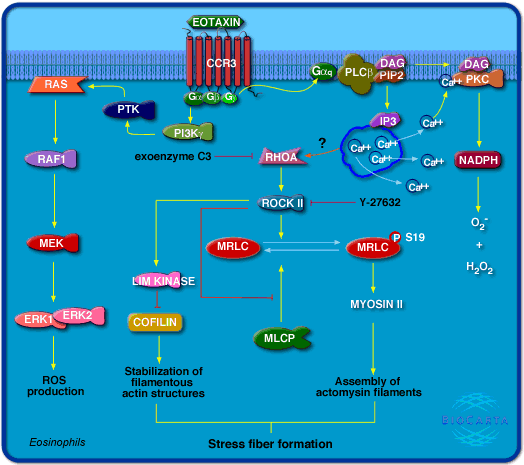 EOTAXIN
CCR3
Gα Gβ G
Gαq
PLCβ
DAG
PIP2
DAG
Ca++
PKC
RAS
PTK
PI3Kγ
IP3
Ca++
Ca++
Ca++
Ca++
Ca++
Ca++
?
exoenzyme C3
RHOA
RAF1
NADPH
ROCK II
Y-27632
O2-
+
H2O2
MEK
MRLC
MRLC
P
S19
LIM KINASE
MYOSIN II
ERK1
ERK2
COFILIN
MLCP
ROS
production
Stabilization of
filamentous
actin structures
Assembly of
actomysin filaments
Stress fiber formation
Eosinophils
BIOCARTA